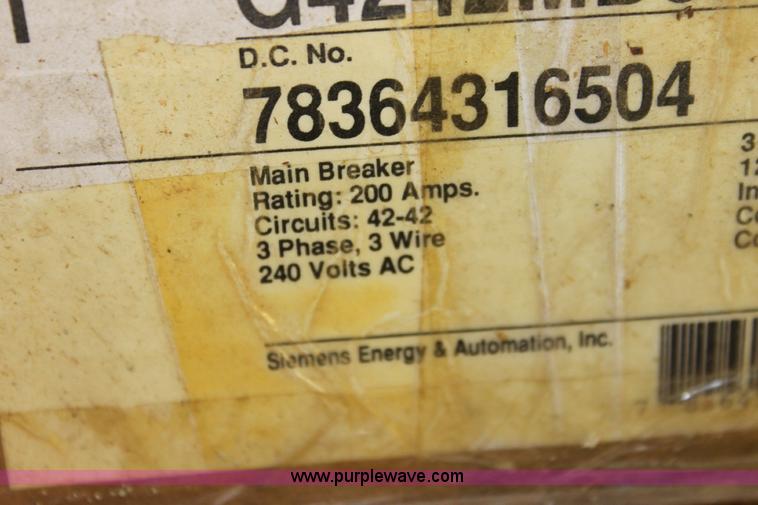 D.C. No.
78364316504
Main Breaker
Rating: 200 Amps.
Circuits: 42-42
3 Phase, 3 Wire
240 Volts AC
3
Siemens Energy & Automation, Inc.
www.purplewave.com